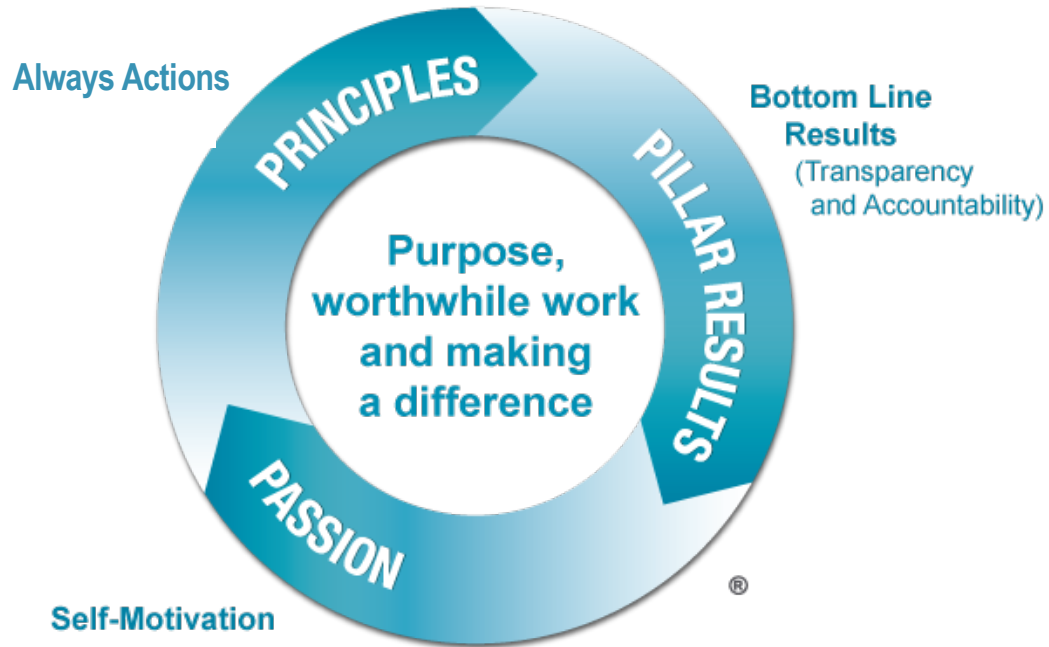 Always Actions
PRINCIPLES
Bottom Line
Results
(Transparency
and Accountability)
PILLAR RESULTS
Purpose,
worthwhile work
and making
a difference
PASSION
®
Self-Motivation